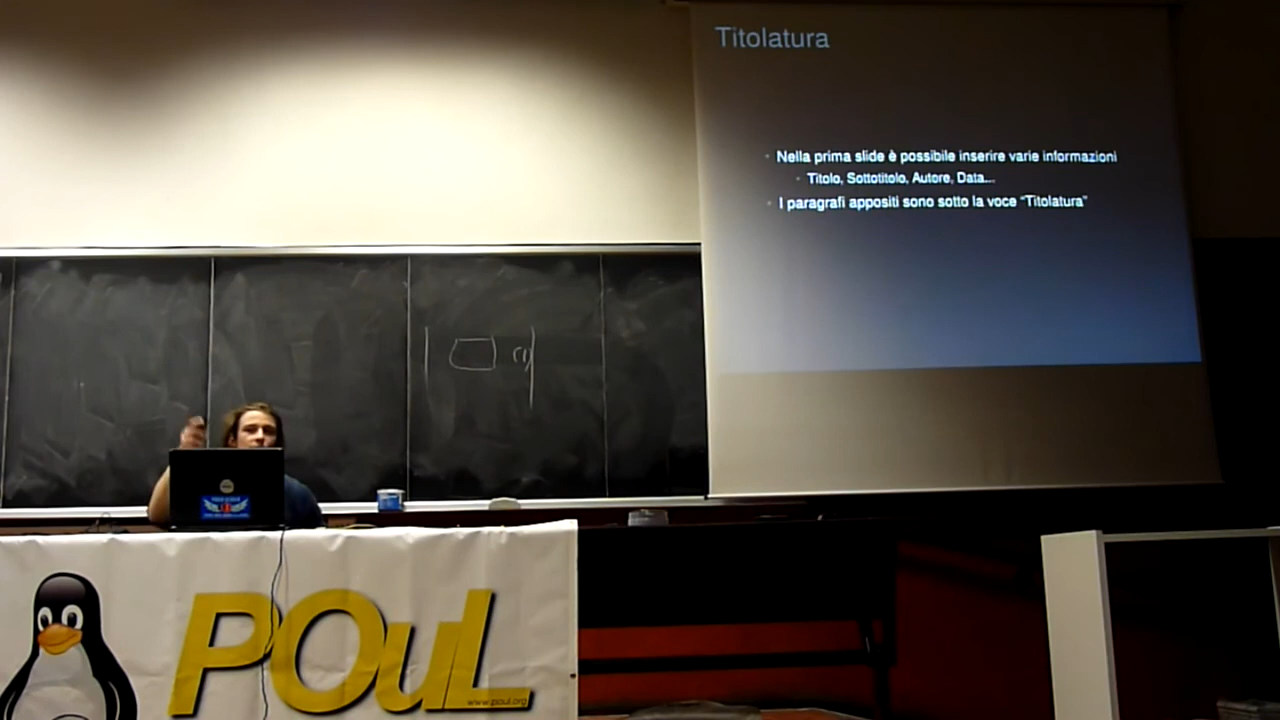 Titolatura
Nella prima slide è possibile inserire varie informazioni
Titolo, Sottotitolo, Autore, Data...
I paragrafi appositi sono sotto la voce “Titolatura”
POuL
www.poul.org